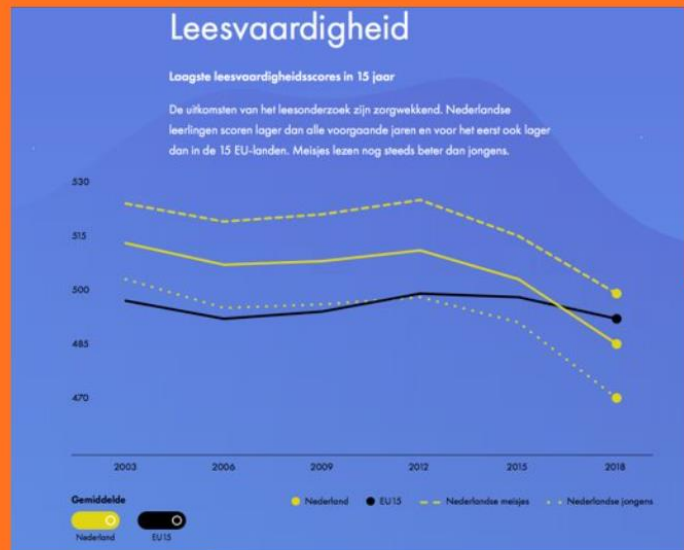 Leesvaardigheid
Laagste leesvaardigheidsscores in 15 jaar
De uitkomsten van het leesonderzoek zijn zorgwekkend. Nederlandse
leerlingen scoren lager dan alle voorgaande jaren en voor het eerst ook lager
dan in de 15 EU-landen. Meisjes lezen nog steeds beter dan jongens.
530
515
500
485
470
2003 2006 2009 2012 2015 2018
Gemiddelde
Nederland EU15 Nederlandse meisjes Nederlandse jongens
Nederland EU15